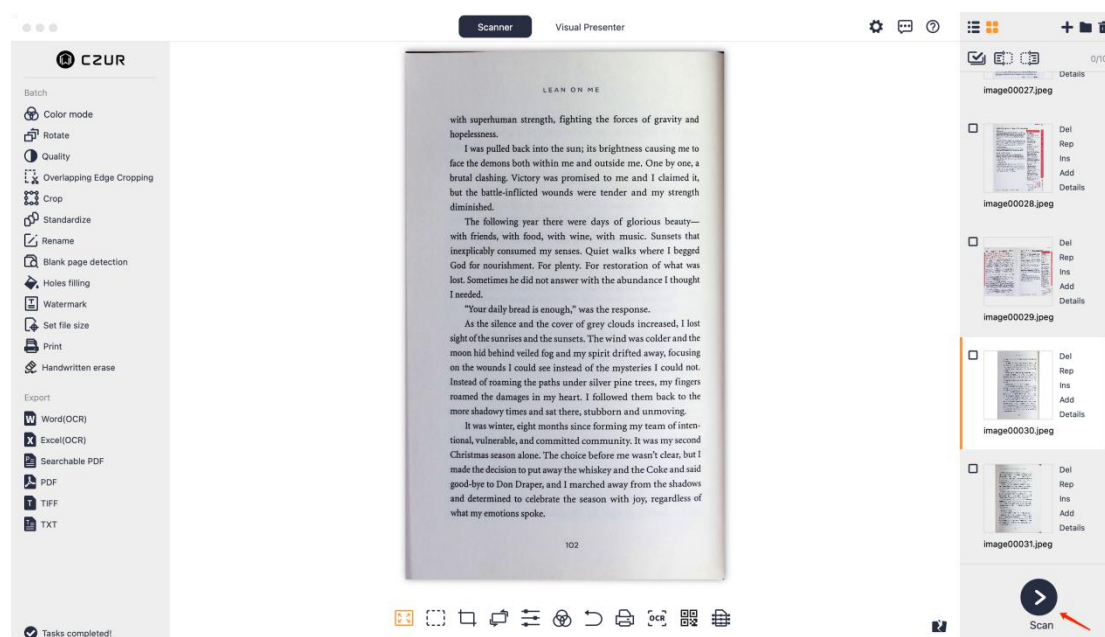 Scanner
Visual Presenter
CZUR
Batch
Color mode
Rotate
Quality
Overlapping Edge Cropping
Crop
Standardize
Rename
Blank page detection
Holes filling
Watermark
Set file size
Print
Handwritten erase
Export
Word(OCR)
Excel(OCR)
Searchable PDF
PDF
TIFF
TXT
Tasks completed!
LEAN ON ME
with superhuman strength, fighting the forces of gravity and
hopelessness.
I was pulled back into the sun; its brightness causing me to
face the demons both within me and outside me. One by one, a
brutal clashing. Victory was promised to me and I claimed it,
but the battle-inflicted wounds were tender and my strength
diminished.
The following year there were days of glorious beauty—
with friends, with food, with wine, with music. Sunsets that
inexplicably consumed my senses. Quiet walks where I begged
God for nourishment. For plenty. For restoration of what was
lost. Sometimes he did not answer with the abundance I thought
I needed.
"Your daily bread is enough," was the response.
As the silence and the cover of grey clouds increased, I lost
sight of the sunrises and the sunsets. The wind was colder and the
moon hid behind veiled fog and my spirit drifted away, focusing
on the wounds I could see instead of the mysteries I could not.
Instead of roaming the paths under silver pine trees, my fingers
roamed the damages in my heart. I followed them back to the
more shadowy times and sat there, stubborn and unmoving.
It was winter, eight months since forming my team of inten-
tional, vulnerable, and committed community. It was my second
Christmas season alone. The choice before me wasn't clear, but I
made the decision to put away the whiskey and the Coke and said
good-bye to Don Draper, and I marched away from the shadows
and determined to celebrate the season with joy, regardless of
what my emotions spoke.
102
OCR
Details
image00027.jpeg
Del
Rep
Ins
Add
Details
image00028.jpeg
Del
Rep
Ins
Add
Details
image00029.jpeg
Del
Rep
Ins
Add
Details
image00030.jpeg
Del
Rep
Ins
Add
Details
image00031.jpeg
Scan